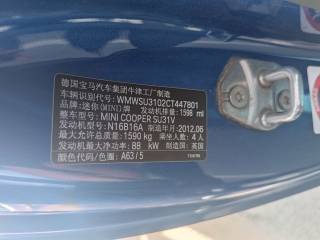 德国宝马汽车集团牛津工厂制造
车辆识别代号: WMWSU3102CT447801
品牌: 迷你(MINI)牌 发动机排量: 1598 ml
整车型号: MINI COOPER SU31V
发动机型号: N16B16A 制造年月: 2012.06
最大允许总质量: 1590 kg 乘坐人数: 4 人
发动机最大净功率: 88 kW 制造国: 英国
颜色代号/色圈: A63/5